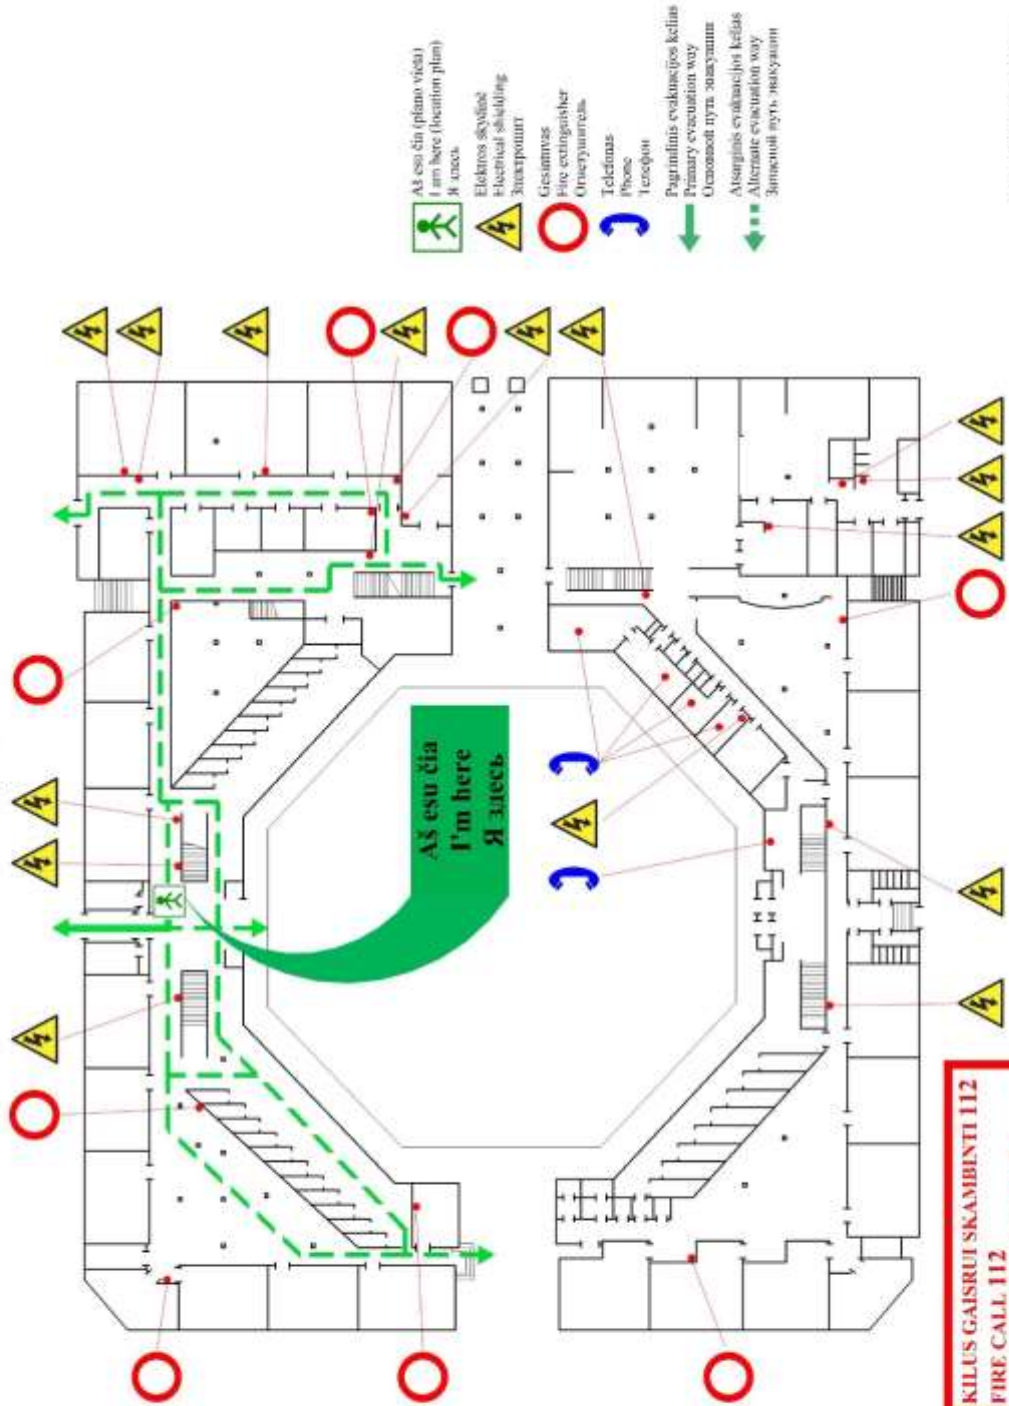 Aš esu čia (plano vieta)
I am here (location plan)
Я здесь
Elektros skydinė
Electrical shielding
Электрощит
Gesintuvas
Fire extinguisher
Огнетушитель
Telefonas
Phone
Телефон
Pagrindinis evakuacijos kelias
Primary evacuation way
Основной путь эвакуации
Atsarginis evakuacijos kelias
Alternate evacuation way
Запасной путь эвакуации
Aš esu čia
I'm here
Я здесь
KILUS GAISRUI SKAMBINTI 112
FIRE CALL 112